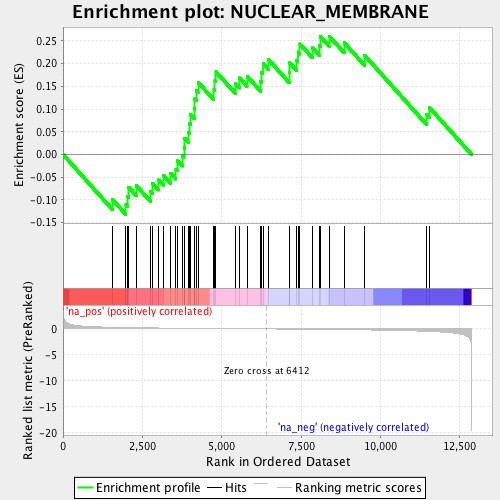 Enrichment plot: NUCLEAR_MEMBRANE
Enrichment score (ES)
0.25
0.20
0.15
0.10
0.05
0.00
-0.05
-0.10
-0.15
'na_pos' (positively correlated)
Ranked list metric (PreRanked)
0
-5
-10
-15
-20
Zero cross at 6412
'na_neg' (negatively correlated)
0
2,500
5,000
7,500
10,000
12,500
Rank in Ordered Dataset
Enrichment profile
Hits
Ranking metric scores